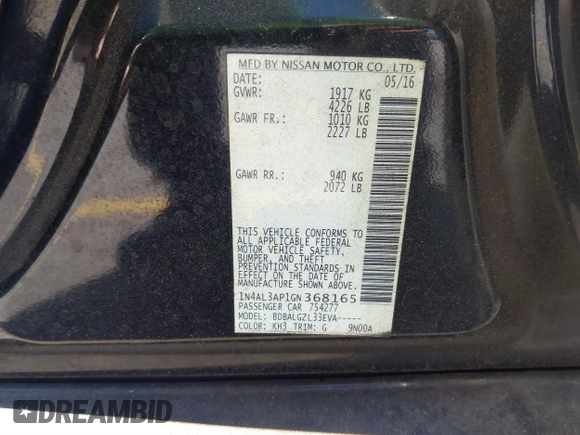 MFD BY NISSAN MOTOR CO., LTD.
DATE: 05/16
GVWR: 1917 KG
4226 LB
GAWR FR.: 1010 KG
2227 LB
GAWR RR.: 940 KG
2072 LB
THIS VEHICLE CONFORMS TO
ALL APPLICABLE FEDERAL
MOTOR VEHICLE SAFETY,
BUMPER, AND THEFT
PREVENTION STANDARDS IN
EFFECT ON THE DATE OF
MANUFACTURE SHOWN ABOVE.
1N4AL3AP1GN368165
PASSENGER CAR 754277
MODEL: BDBALGZL33EVA-----
COLOR: KH3 TRIM: G 9N00A
DREAMBID